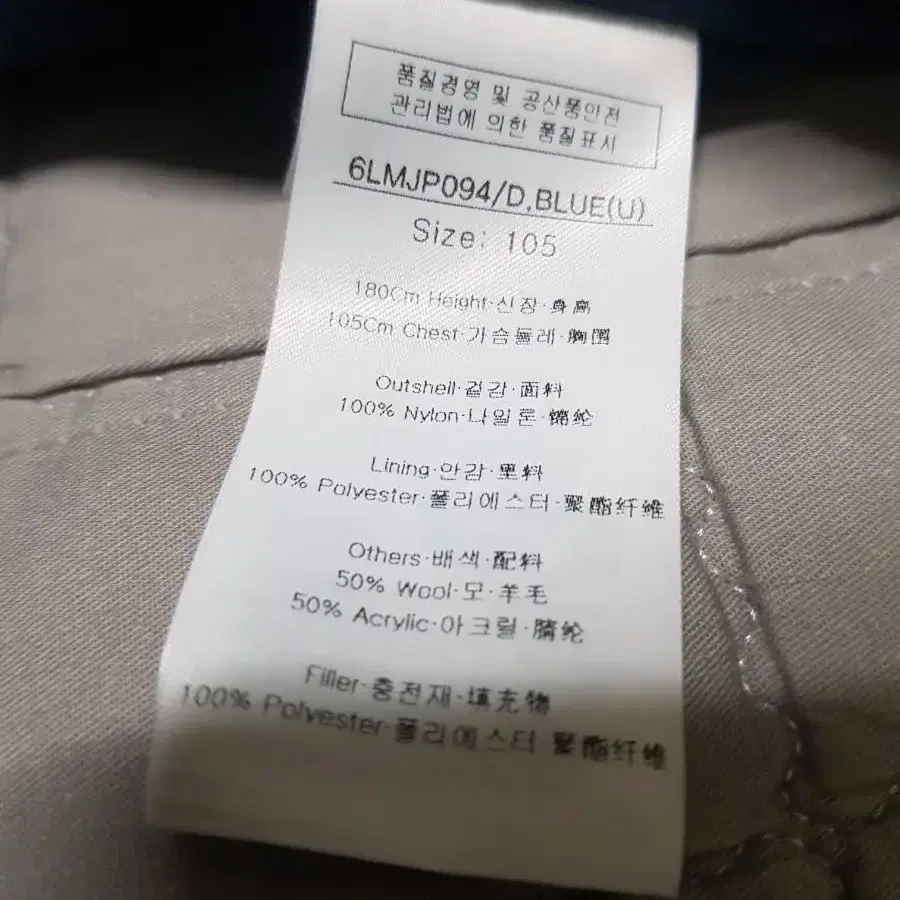 품질경영 및 공산품안전
관리법에 의한 품질표시
6LMJP094/D.BLUE(U)
Size: 105
180Cm Height·신장·身高
105Cm Chest·가슴둘레·胸围
Outshell·겉감·面料
100% Nylon·나일론·锦纶
Lining·안감·里料
100% Polyester·폴리에스터·聚酯纤维
Others·배색·配料
50% Wool·모·羊毛
50% Acrylic·아크릴·腈纶
Filler·충전재·填充物
100% Polyester·폴리에스터 聚酯纤维